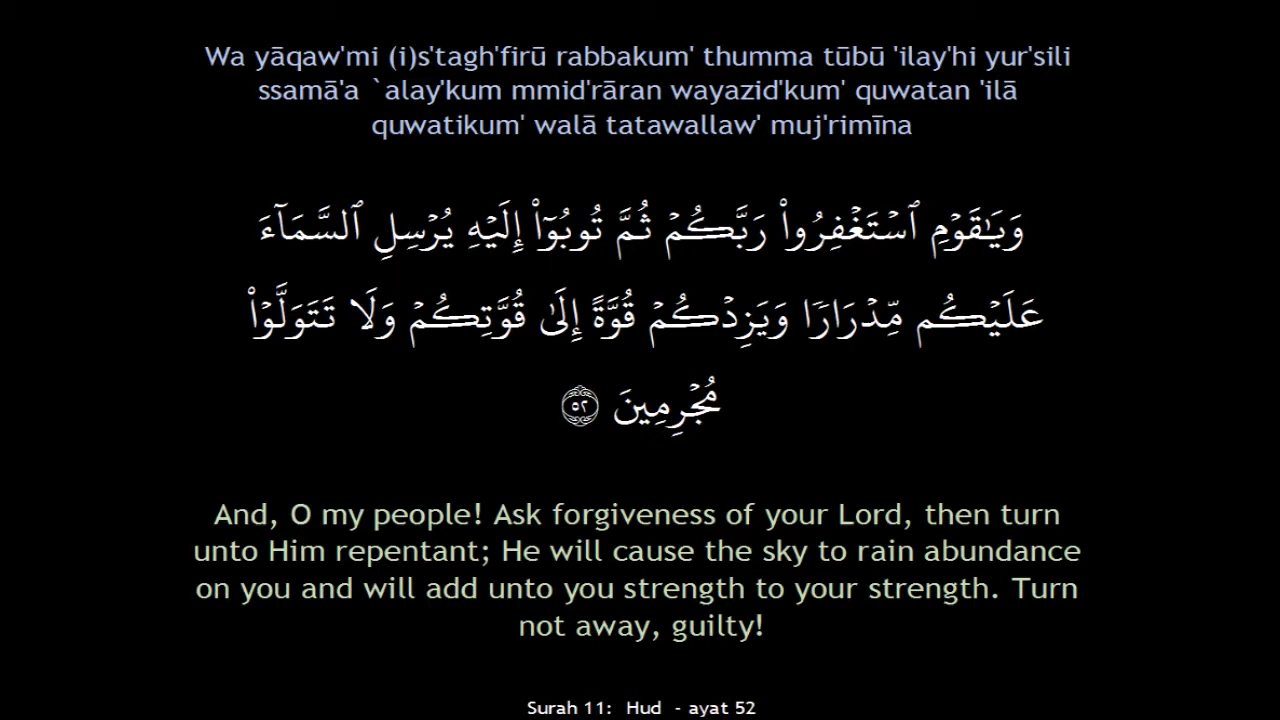 Wa yāqaw'mi (i)s'tagh'firū rabbakum' thumma tūbū 'ilay'hi yur'sili
ssamā'a `alay'kum mmid'rāran wayazid'kum' quwatan 'ilā
quwatikum' walā tatawallaw' muj'rimīna
وَيَـٰقَوۡمِ ٱسۡتَغۡفِرُواْ رَبَّكُمۡ ثُمَّ تُوبُوٓاْ إِلَيۡهِ يُرۡسِلِ ٱلسَّمَآءَ
عَلَيۡكُم مِّدۡرَارٗا وَيَزِدۡكُمۡ قُوَّةً إِلَىٰ قُوَّتِكُمۡ وَلَا تَتَوَلَّوۡاْ
مُجۡرِمِينَ ٥٢
And, O my people! Ask forgiveness of your Lord, then turn
unto Him repentant; He will cause the sky to rain abundance
on you and will add unto you strength to your strength. Turn
not away, guilty!
Surah 11:  Hud  - ayat 52